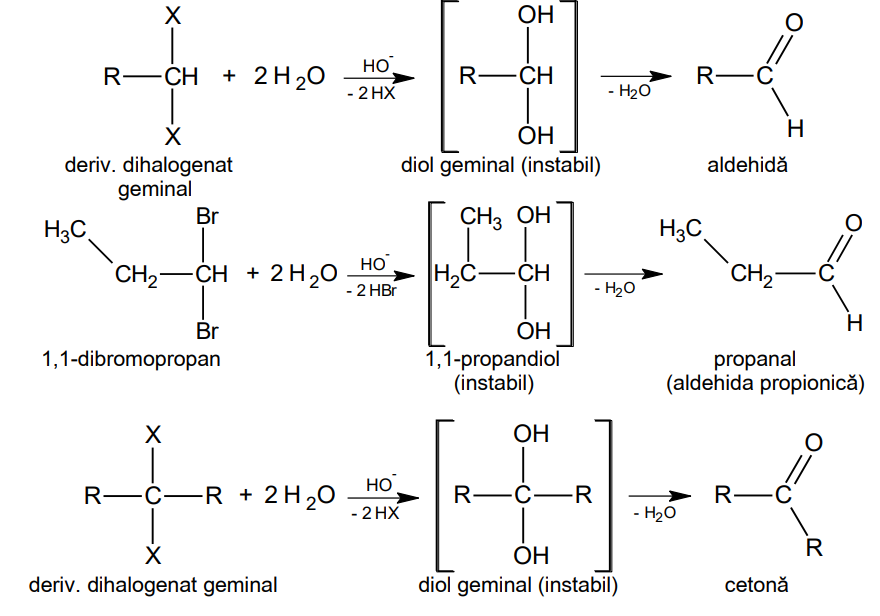 X OH O
R—CH + 2 H2O HO- - 2 HX R—CH - H2O R—C
X OH H
deriv. dihalogenat diol geminal (instabil) aldehidă
geminal
Br CH3 OH H3C O
H3C
CH2—CH + 2 H2O HO- - 2 HBr H2C—CH - H2O CH2—C
Br OH H
1,1-dibromopropan 1,1-propandiol propanal
(instabil) (aldehida propionică)
X OH O
R—C—R + 2 H2O HO- - 2 HX R—C—R - H2O R—C
X OH R
deriv. dihalogenat geminal diol geminal (instabil) cetonă